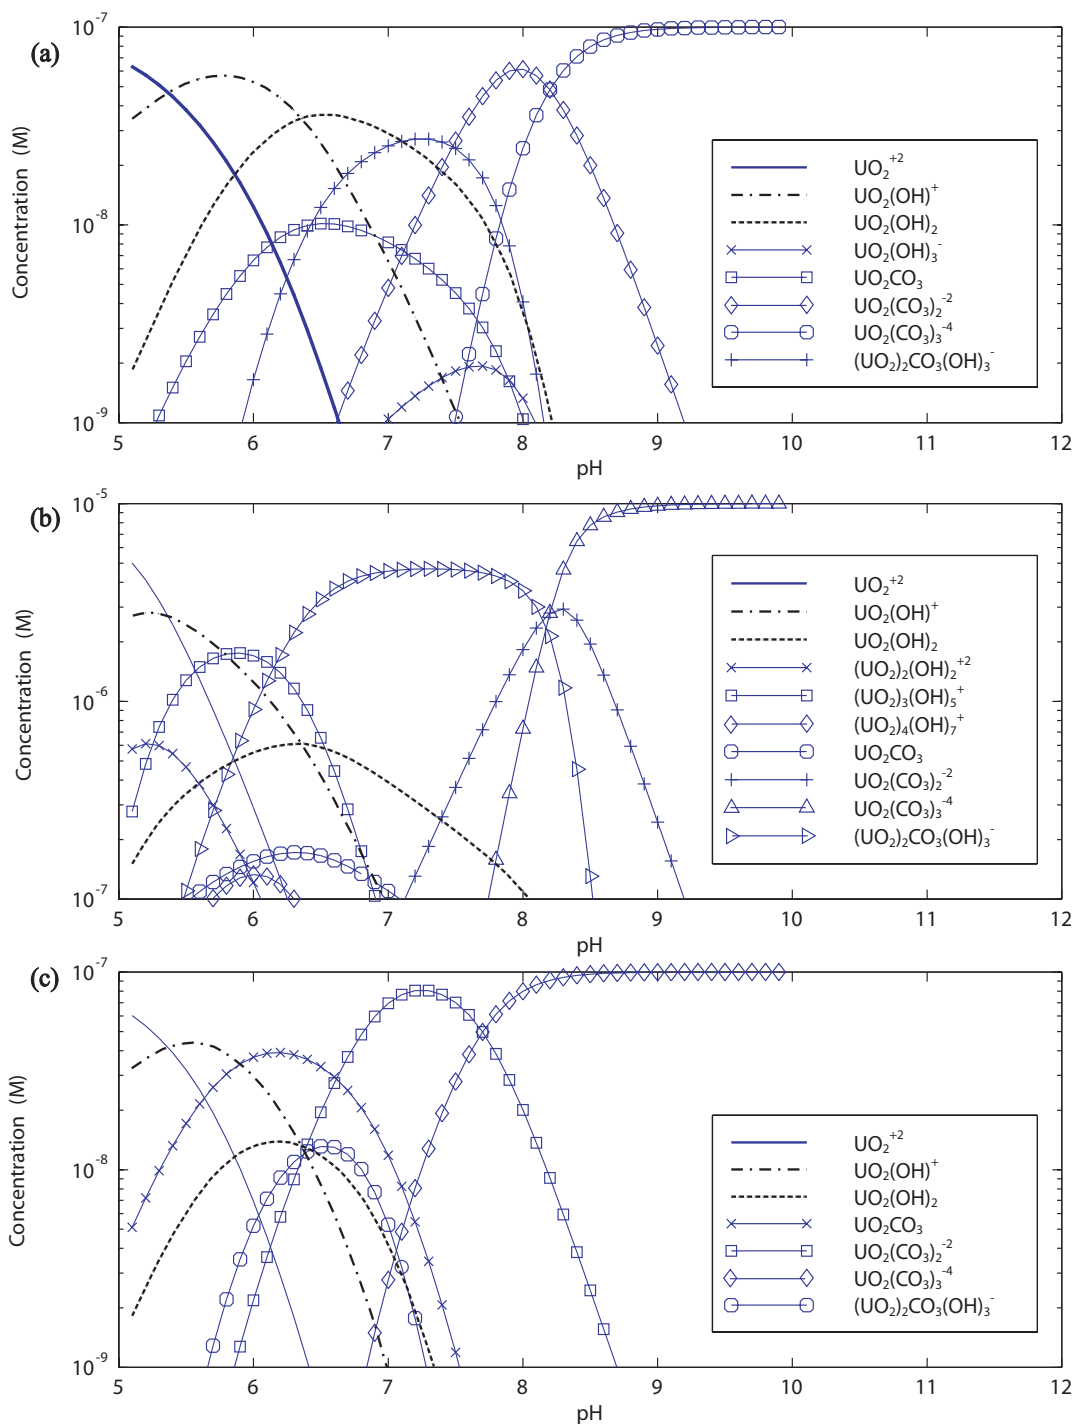 (a)
Concentration (M)
10⁻⁷
10⁻⁸
10⁻⁹
5 6 7 8 9 10 11 12
pH
UO₂⁺²
UO₂(OH)⁺
UO₂(OH)₂
UO₂(OH)₃⁻
UO₂CO₃
UO₂(CO₃)₂⁻²
UO₂(CO₃)₃⁻⁴
(UO₂)₂CO₃(OH)₃⁻
(b)
Concentration (M)
10⁻⁵
10⁻⁶
10⁻⁷
5 6 7 8 9 10 11 12
pH
UO₂⁺²
UO₂(OH)⁺
UO₂(OH)₂
(UO₂)₂(OH)₂⁺²
(UO₂)₃(OH)₅⁺
(UO₂)₄(OH)₇⁺
UO₂CO₃
UO₂(CO₃)₂⁻²
UO₂(CO₃)₃⁻⁴
(UO₂)₂CO₃(OH)₃⁻
(c)
Concentration (M)
10⁻⁷
10⁻⁸
10⁻⁹
5 6 7 8 9 10 11 12
pH
UO₂⁺²
UO₂(OH)⁺
UO₂(OH)₂
UO₂CO₃
UO₂(CO₃)₂⁻²
UO₂(CO₃)₃⁻⁴
(UO₂)₂CO₃(OH)₃⁻